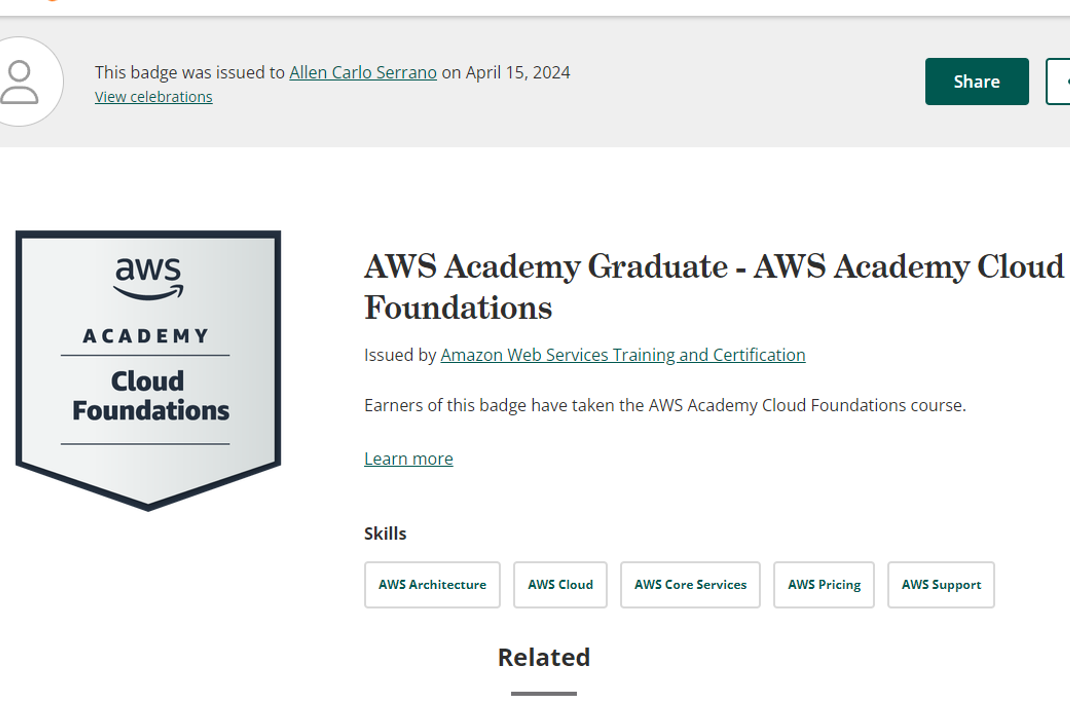 This badge was issued to Allen Carlo Serrano on April 15, 2024
View celebrations
Share
aws
ACADEMY
Cloud
Foundations
AWS Academy Graduate - AWS Academy Cloud
Foundations
Issued by Amazon Web Services Training and Certification
Earners of this badge have taken the AWS Academy Cloud Foundations course.
Learn more
Skills
AWS Architecture AWS Cloud AWS Core Services AWS Pricing AWS Support
Related